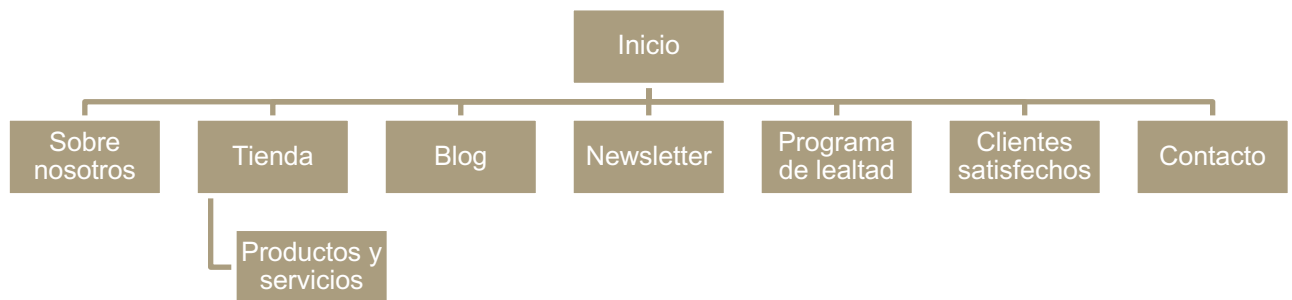 Inicio
Sobre
nosotros
Tienda
Blog
Newsletter
Programa
de lealtad
Clientes
satisfechos
Contacto
Productos y
servicios